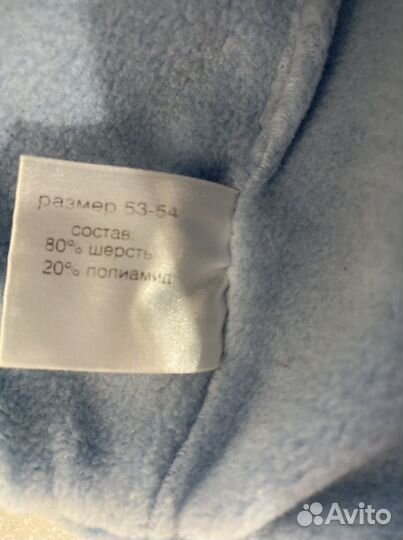 размер 53-54
состав.
80% шерсть
20% полиамид
Avito